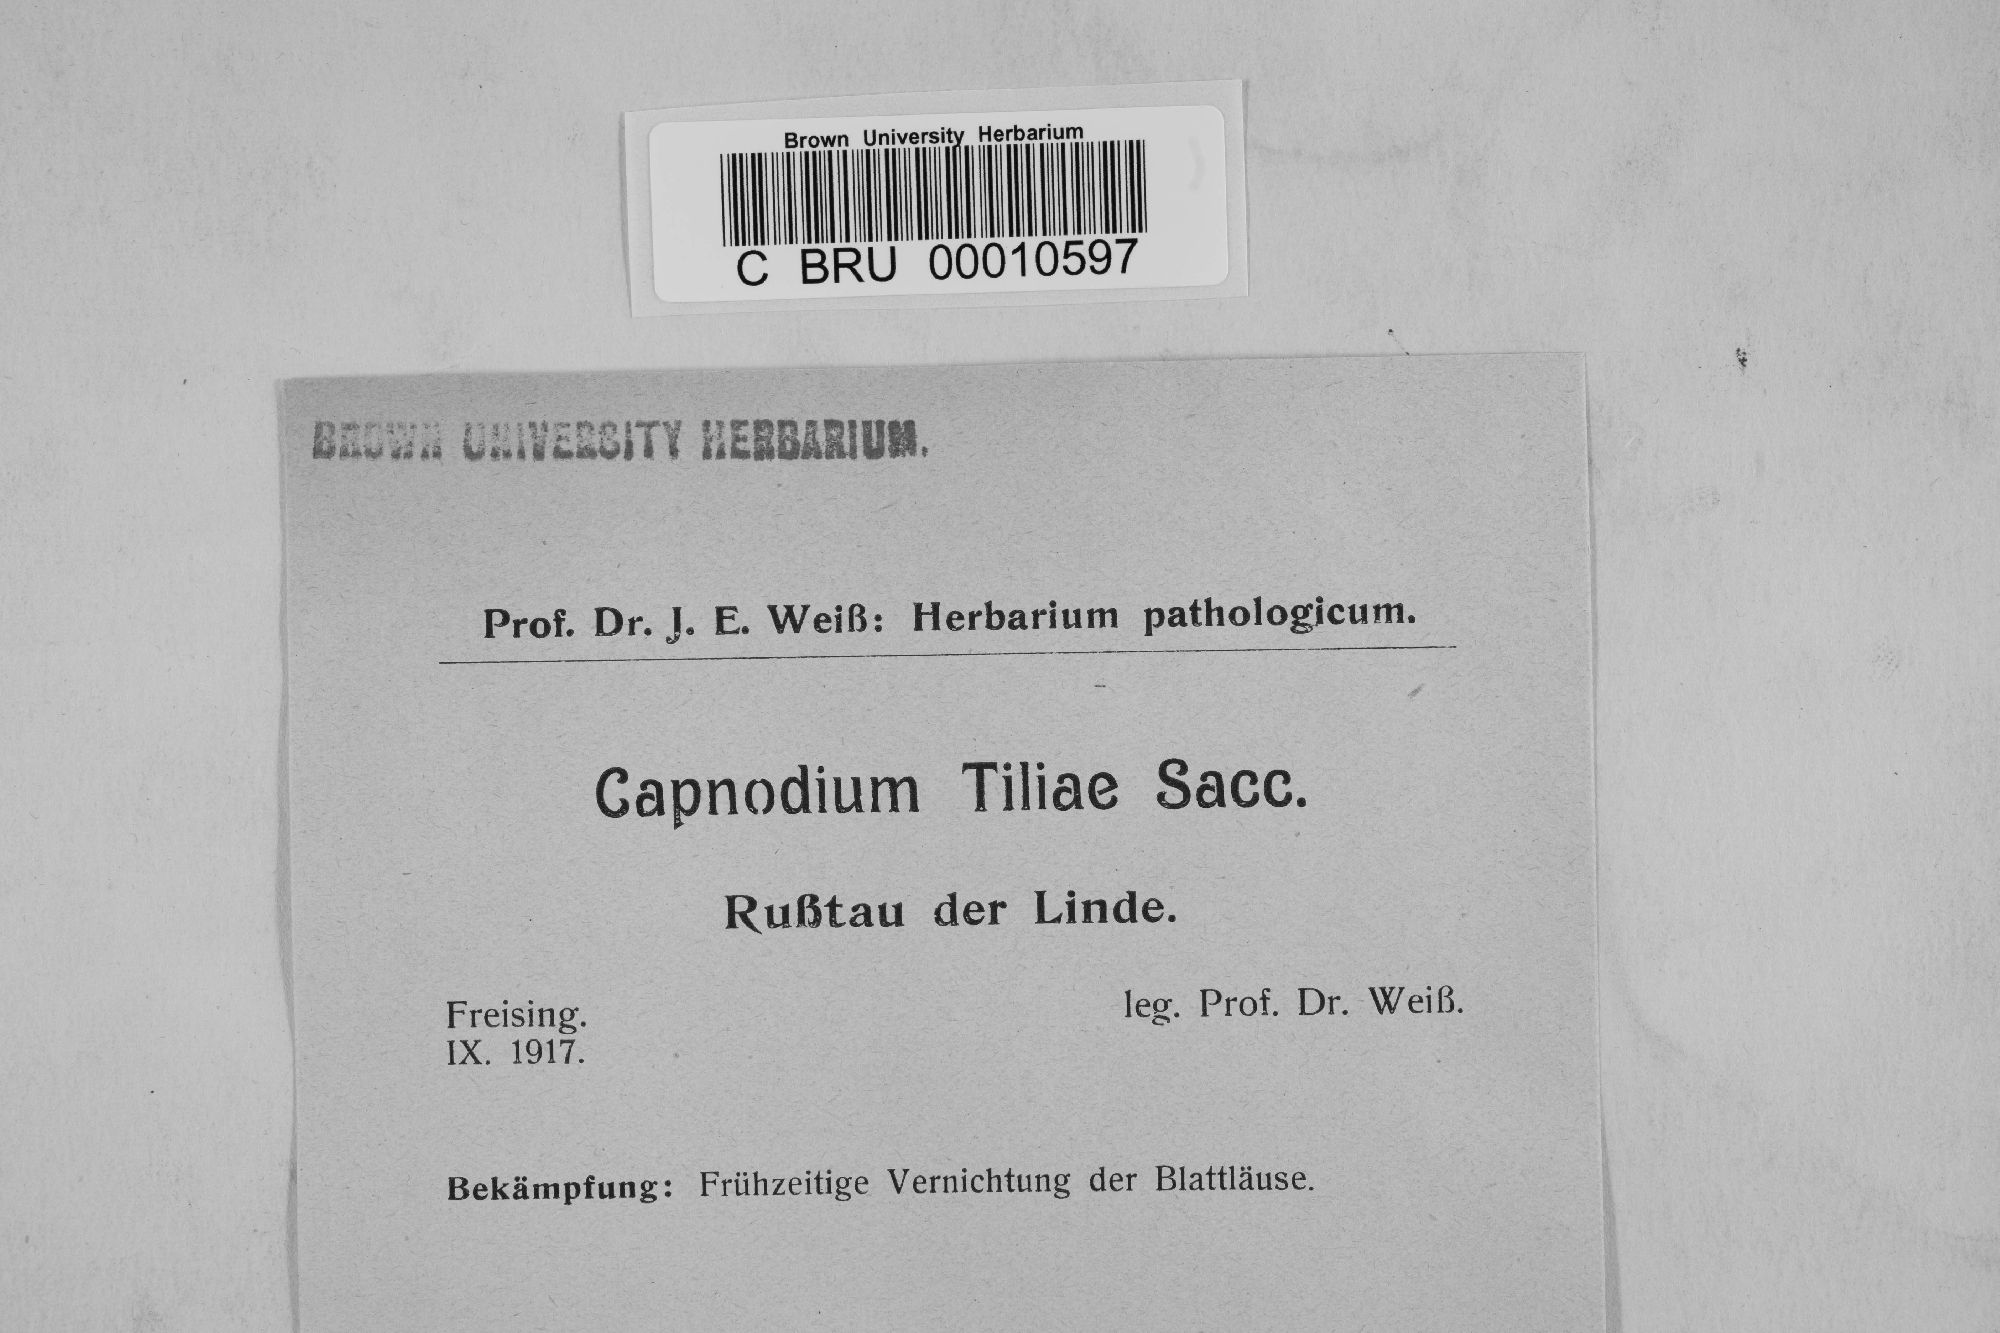 Brown University Herbarium
C BRU 00010597
BROWN UNIVERSITY HERBARIUM.
Prof. Dr. J. E. Weiß: Herbarium pathologicum.
Capnodium Tiliae Sacc.
Rußtau der Linde.
Freising. leg. Prof. Dr. Weiß.
IX. 1917.
Bekämpfung: Frühzeitige Vernichtung der Blattläuse.